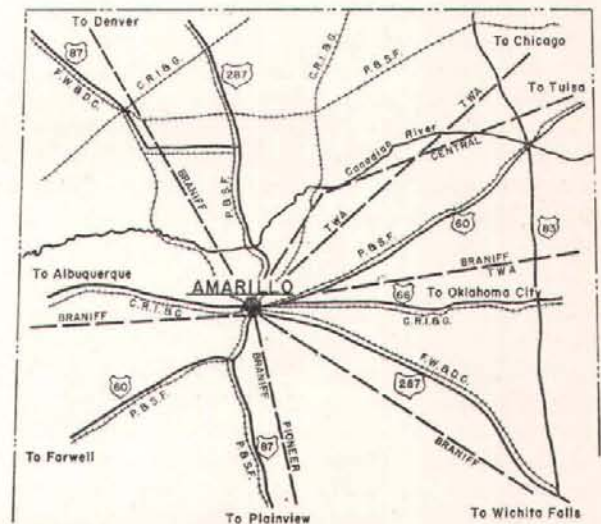 To Denver
87
C.R.I.&G.
F.W.&D.C.
287
C.R.I.&G.
P.&S.F.
To Chicago
To Tulsa
TWA
Canadian River
CENTRAL
BRANIFF
P.&S.F.
TWA
P.&S.F.
60
83
BRANIFF
TWA
To Albuquerque
AMARILLO
66
To Oklahoma City
C.R.I.&G.
BRANIFF
C.R.I.&G.
F.W.&D.C.
60
P.&S.F.
BRANIFF
PIONEER
287
87
P.&S.F.
BRANIFF
To Farwell
To Plainview
To Wichita Falls